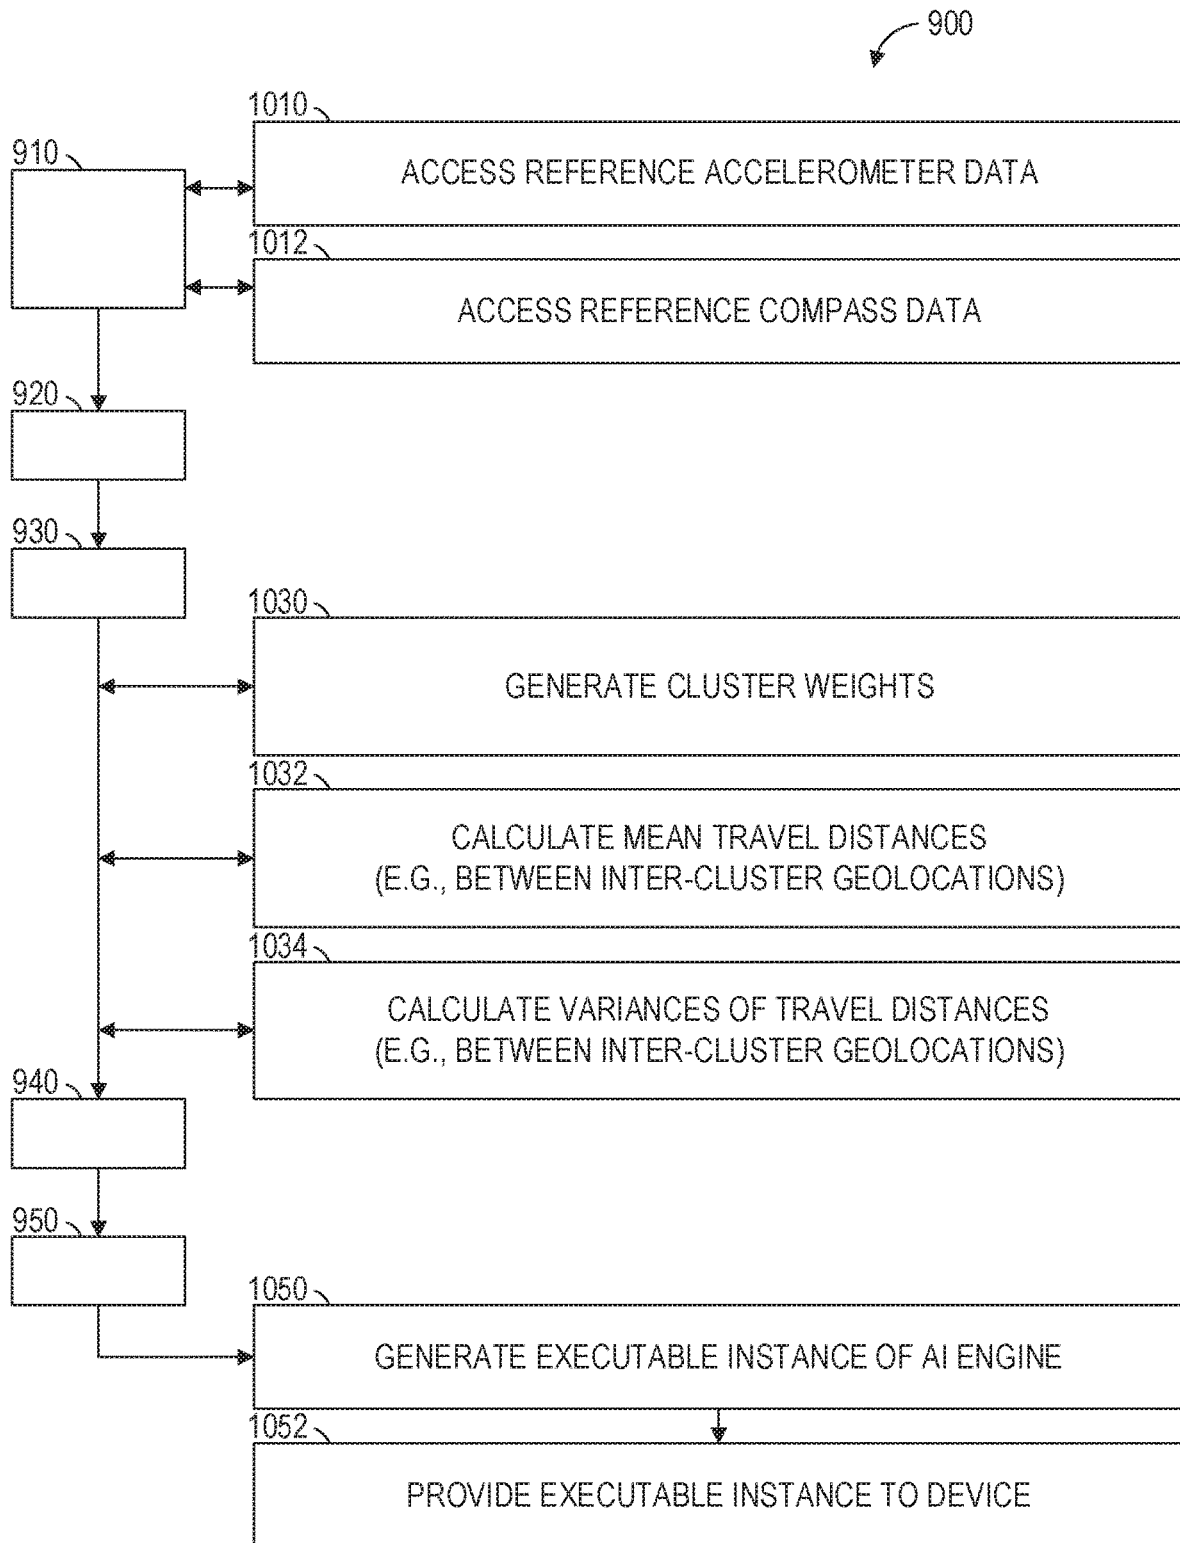 900
1010
910
ACCESS REFERENCE ACCELEROMETER DATA
1012
ACCESS REFERENCE COMPASS DATA
920
930
1030
GENERATE CLUSTER WEIGHTS
1032
CALCULATE MEAN TRAVEL DISTANCES
(E.G., BETWEEN INTER-CLUSTER GEOLOCATIONS)
1034
CALCULATE VARIANCES OF TRAVEL DISTANCES
(E.G., BETWEEN INTER-CLUSTER GEOLOCATIONS)
940
950
1050
GENERATE EXECUTABLE INSTANCE OF AI ENGINE
1052
PROVIDE EXECUTABLE INSTANCE TO DEVICE